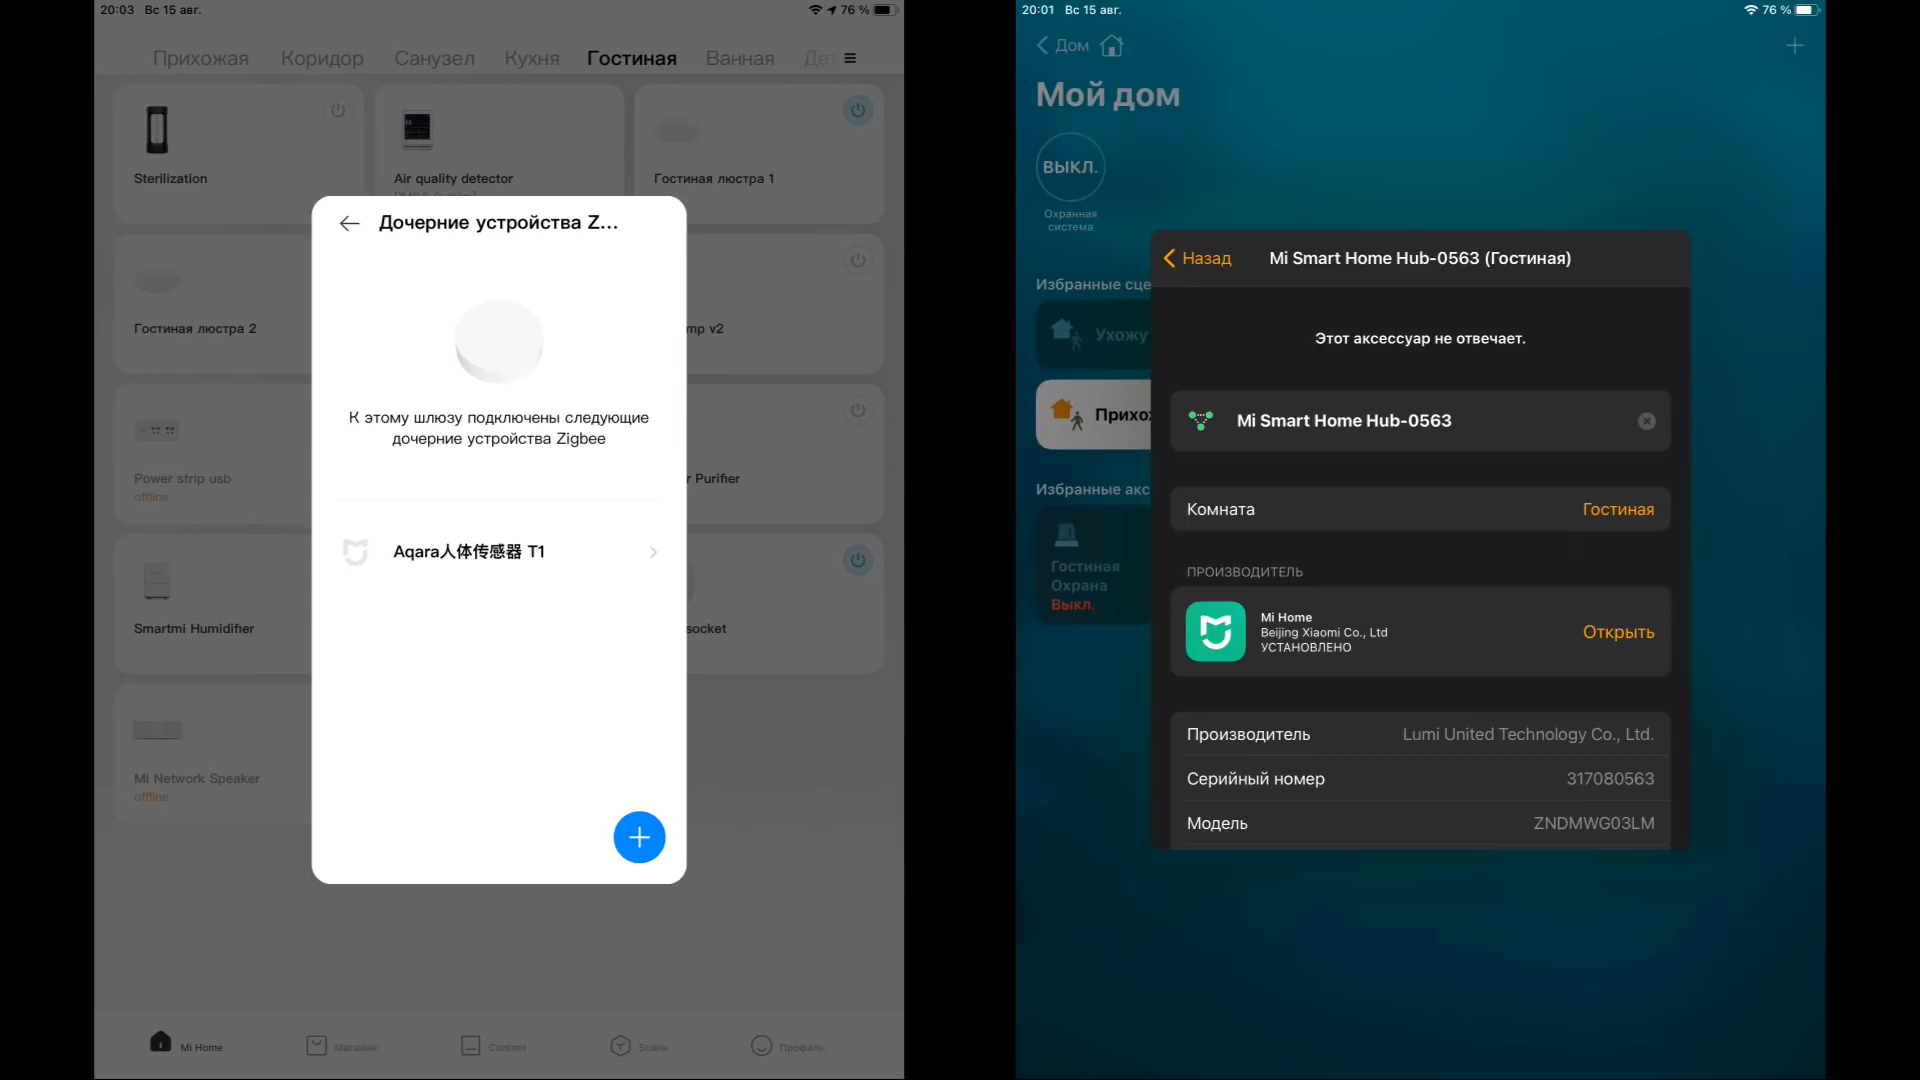 20:03 Вс 15 авг.
76 %
Прихожая Коридор Санузел Кухня Гостиная Ванная Дет
Sterilization
Air quality detector
Гостиная люстра 1
Дочерние устройства Z...
К этому шлюзу подключены следующие
дочерние устройства Zigbee
Aqara人体传感器 T1
Гостиная люстра 2
mp v2
Power strip usb
offline
r Purifier
Smartmi Humidifier
socket
Mi Network Speaker
offline
Mi Home
Магазин
Content
Scene
Профиль
20:01 Вс 15 авг.
76 %
Дом
Мой дом
ВЫКЛ.
Охранная
система
Избранные сце
Ухожу
Прихо
Избранные акс
Гостиная
Охрана
Выкл.
Назад
Mi Smart Home Hub-0563 (Гостиная)
Этот аксессуар не отвечает.
Mi Smart Home Hub-0563
Комната
Гостиная
ПРОИЗВОДИТЕЛЬ
Mi Home
Beijing Xiaomi Co., Ltd
УСТАНОВЛЕНО
Открыть
Производитель
Lumi United Technology Co., Ltd.
Серийный номер
317080563
Модель
ZNDMWG03LM